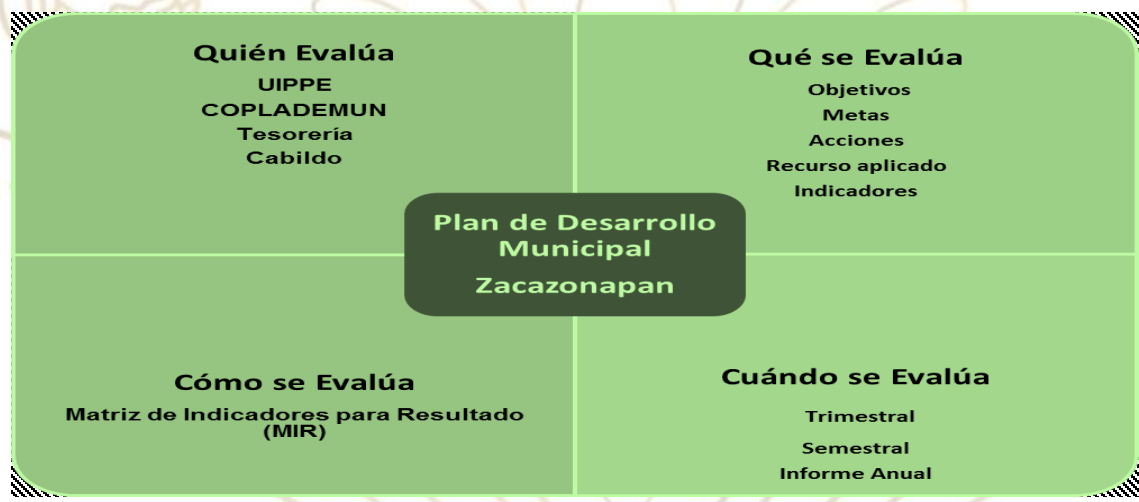 Quién Evalúa
UIPPE
COPLADEMUN
Tesorería
Cabildo
Qué se Evalúa
Objetivos
Metas
Acciones
Recurso aplicado
Indicadores
Plan de Desarrollo
Municipal
Zacazonapan
Cómo se Evalúa
Matriz de Indicadores para Resultado
(MIR)
Cuándo se Evalúa
Trimestral
Semestral
Informe Anual